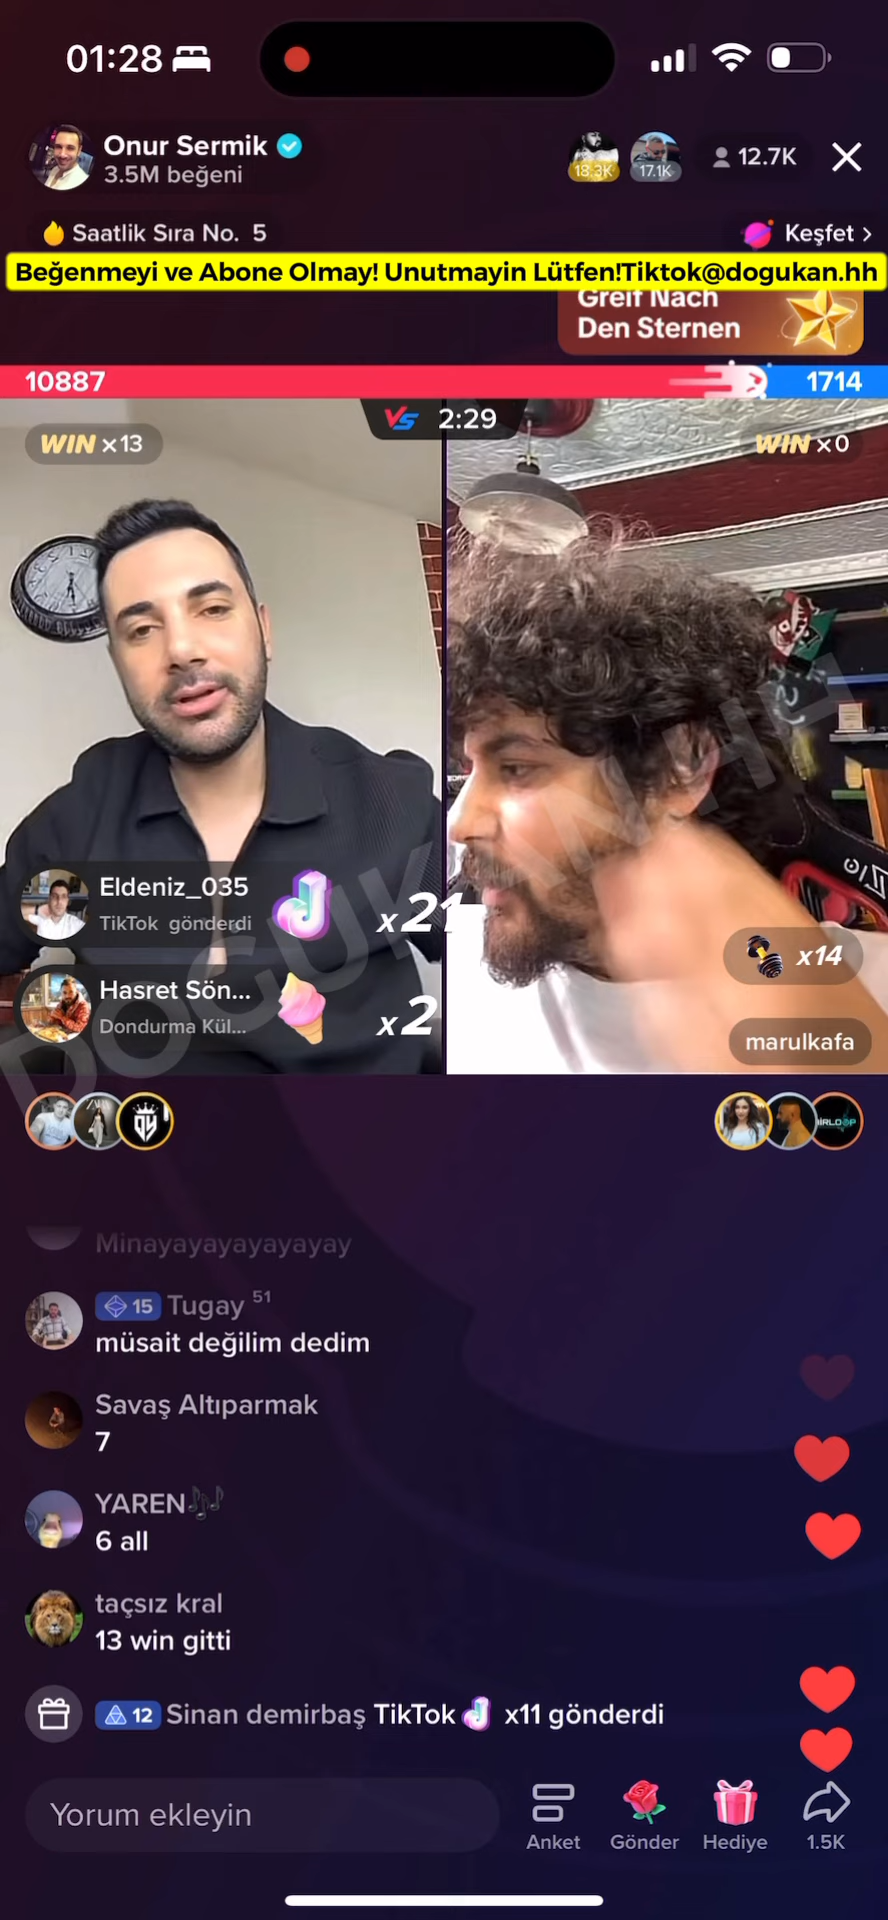 01:28
Onur Sermik
3.5M beğeni
18.3K
17.1K
12.7K
Saatlik Sıra No. 5
Keşfet >
Beğenmeyi ve Abone Olmay! Unutmayin Lütfen!Tiktok@dogukan.hh
Greif Nach
Den Sternen
10887
1714
VS 2:29
WIN x13
WIN x0
DOGUKAN.HH
Eldeniz_035
TikTok gönderdi
x21
Hasret Sön...
Dondurma Kül...
x2
x14
marulkafa
Minayayayayayayay
15 Tugay 51
müsait değilim dedim
Savaş Altıparmak
7
YAREN
6 all
taçsız kral
13 win gitti
12 Sinan demirbaş TikTok x11 gönderdi
Yorum ekleyin
Anket
Gönder
Hediye
1.5K